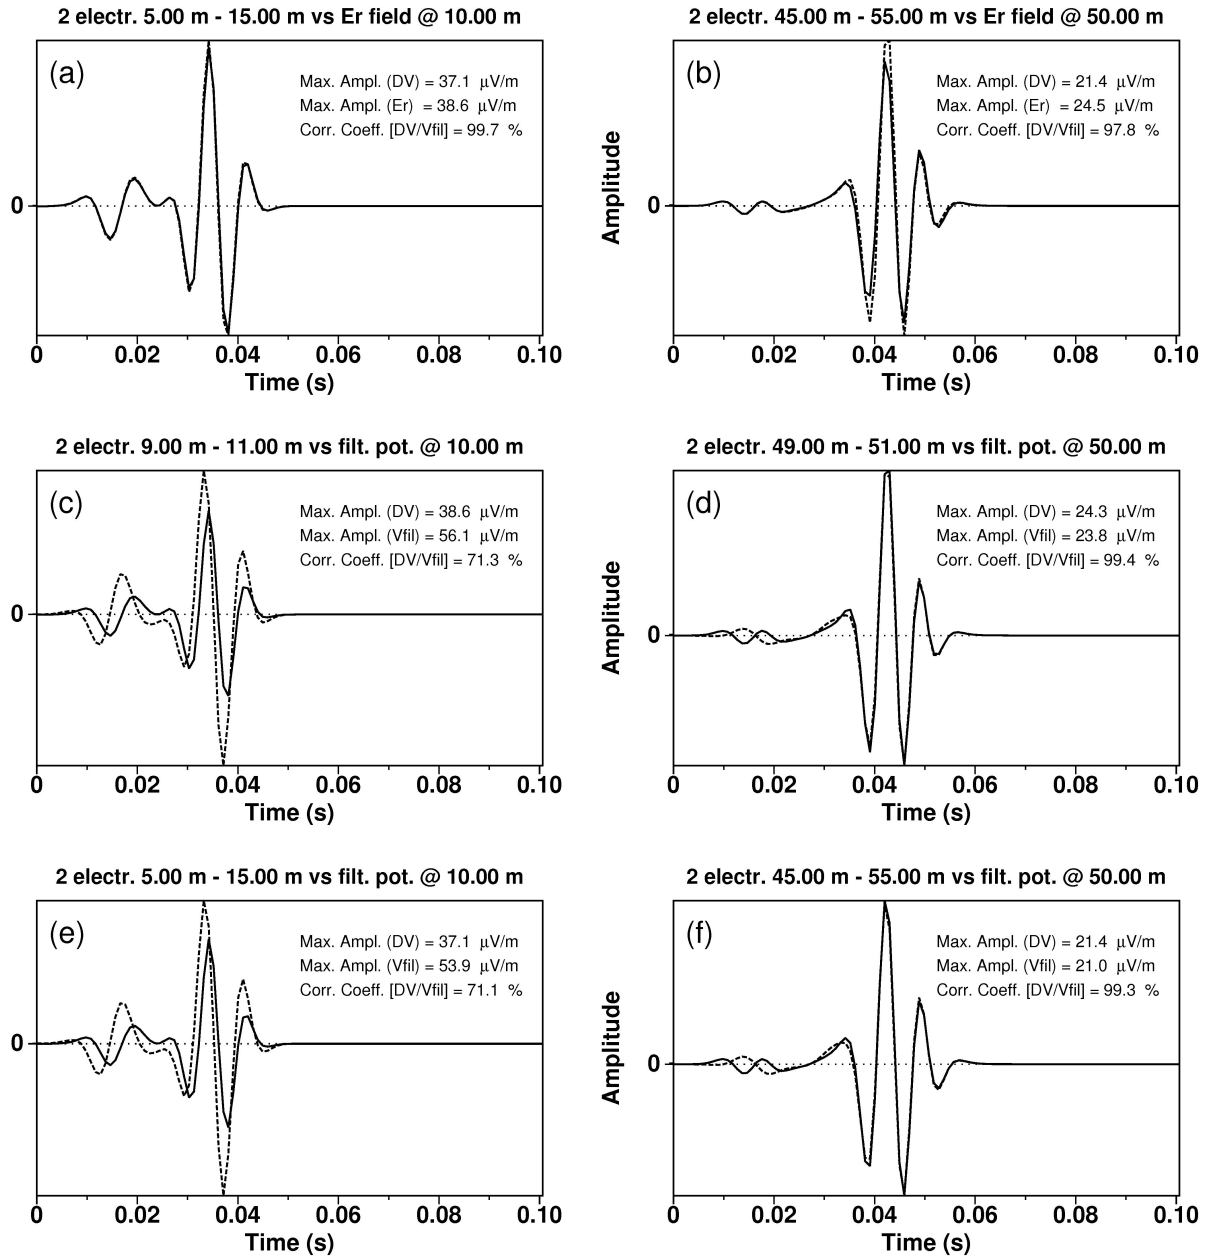 2 electr. 5.00 m - 15.00 m vs Er field @ 10.00 m
(a)
Max. Ampl. (DV) = 37.1 μV/m
Max. Ampl. (Er) = 38.6 μV/m
Corr. Coeff. [DV/Vfil] = 99.7 %
0
0 0.02 0.04 0.06 0.08 0.10
Time (s)
2 electr. 45.00 m - 55.00 m vs Er field @ 50.00 m
(b)
Max. Ampl. (DV) = 21.4 μV/m
Max. Ampl. (Er) = 24.5 μV/m
Corr. Coeff. [DV/Vfil] = 97.8 %
Amplitude
0
0 0.02 0.04 0.06 0.08 0.10
Time (s)
2 electr. 9.00 m - 11.00 m vs filt. pot. @ 10.00 m
(c)
Max. Ampl. (DV) = 38.6 μV/m
Max. Ampl. (Vfil) = 56.1 μV/m
Corr. Coeff. [DV/Vfil] = 71.3 %
0
0 0.02 0.04 0.06 0.08 0.10
Time (s)
2 electr. 49.00 m - 51.00 m vs filt. pot. @ 50.00 m
(d)
Max. Ampl. (DV) = 24.3 μV/m
Max. Ampl. (Vfil) = 23.8 μV/m
Corr. Coeff. [DV/Vfil] = 99.4 %
Amplitude
0
0 0.02 0.04 0.06 0.08 0.10
Time (s)
2 electr. 5.00 m - 15.00 m vs filt. pot. @ 10.00 m
(e)
Max. Ampl. (DV) = 37.1 μV/m
Max. Ampl. (Vfil) = 53.9 μV/m
Corr. Coeff. [DV/Vfil] = 71.1 %
0
0 0.02 0.04 0.06 0.08 0.10
Time (s)
2 electr. 45.00 m - 55.00 m vs filt. pot. @ 50.00 m
(f)
Max. Ampl. (DV) = 21.4 μV/m
Max. Ampl. (Vfil) = 21.0 μV/m
Corr. Coeff. [DV/Vfil] = 99.3 %
Amplitude
0
0 0.02 0.04 0.06 0.08 0.10
Time (s)